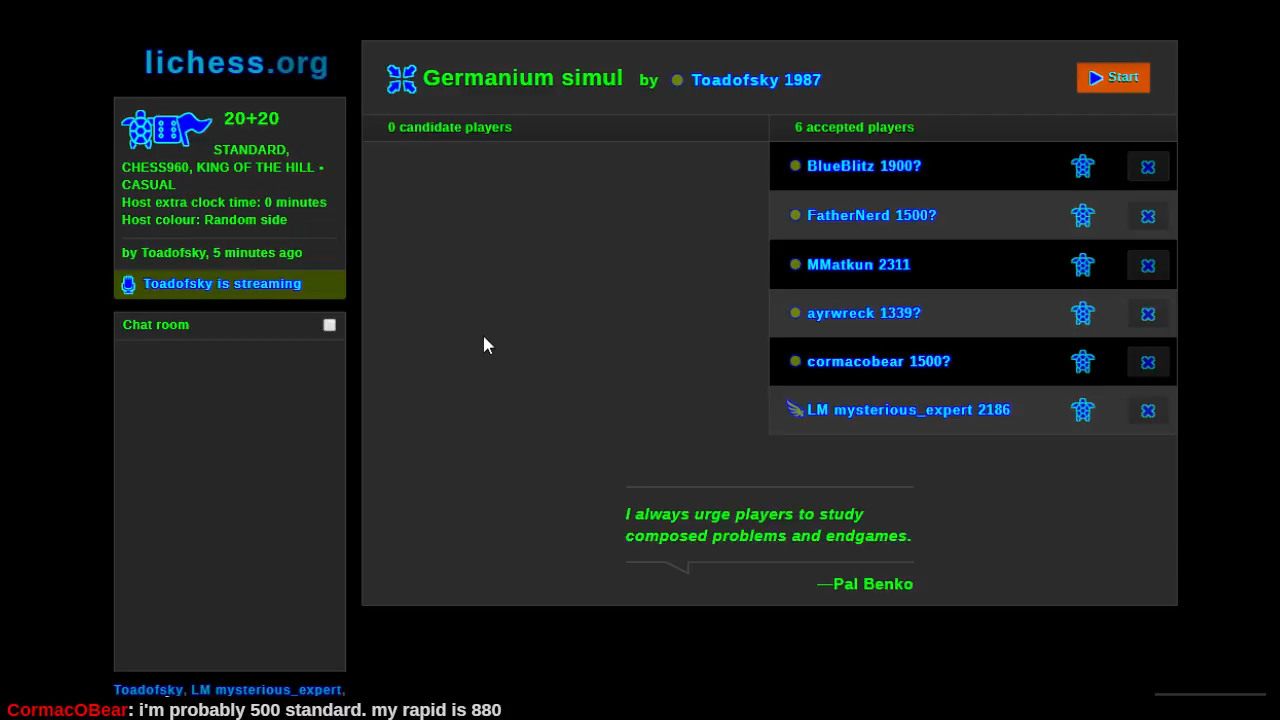 lichess.org
20+20
STANDARD,
CHESS960, KING OF THE HILL •
CASUAL
Host extra clock time: 0 minutes
Host colour: Random side
by Toadofsky, 5 minutes ago
Toadofsky is streaming
Chat room
Toadofsky, LM mysterious_expert,
Germanium simul by Toadofsky 1987
Start
0 candidate players
6 accepted players
BlueBlitz 1900?
FatherNerd 1500?
MMatkun 2311
ayrwreck 1339?
cormacobear 1500?
LM mysterious_expert 2186
I always urge players to study
composed problems and endgames.
—Pal Benko
CormacOBear: i'm probably 500 standard. my rapid is 880